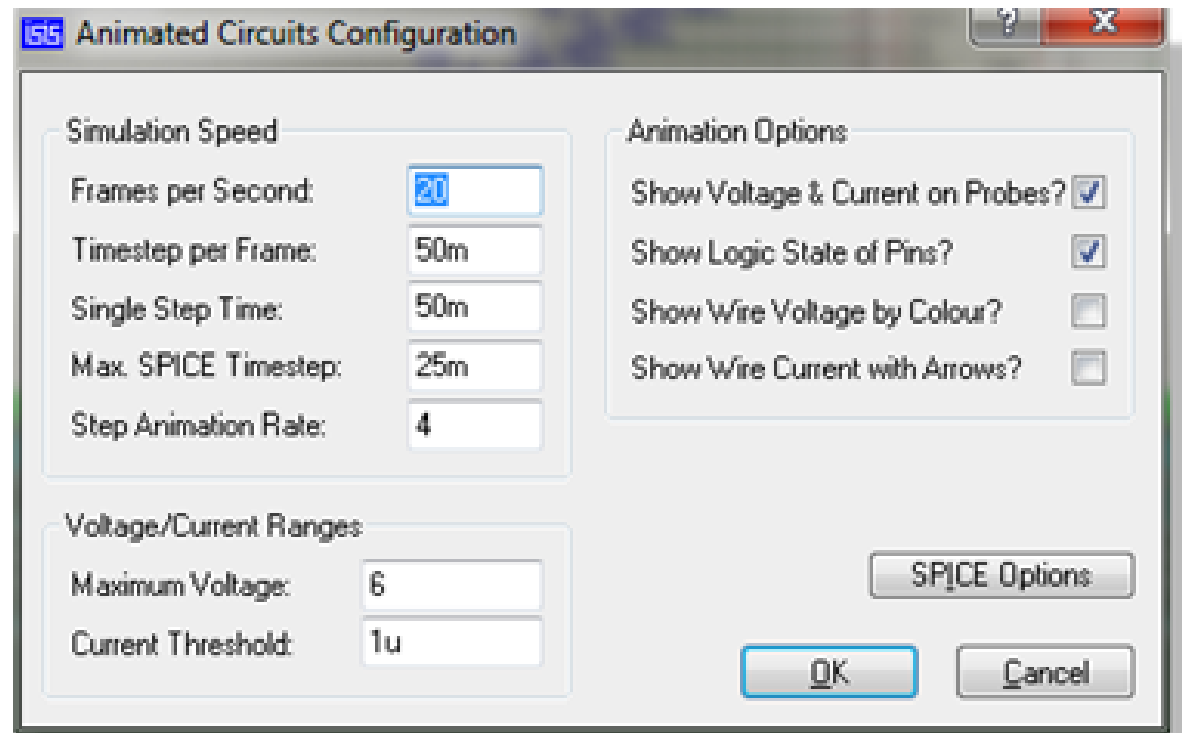 ISIS Animated Circuits Configuration
? X
Simulation Speed
Frames per Second: 20
Timestep per Frame: 50m
Single Step Time: 50m
Max. SPICE Timestep: 25m
Step Animation Rate: 4
Animation Options
Show Voltage & Current on Probes?
Show Logic State of Pins?
Show Wire Voltage by Colour?
Show Wire Current with Arrows?
Voltage/Current Ranges
Maximum Voltage: 6
Current Threshold: 1u
SPICE Options
OK
Cancel